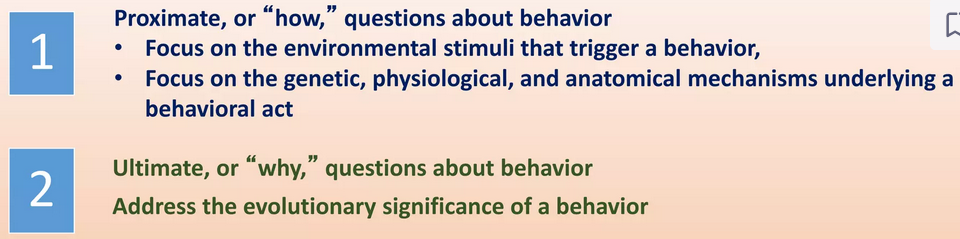 1
Proximate, or “how,” questions about behavior
• Focus on the environmental stimuli that trigger a behavior,
• Focus on the genetic, physiological, and anatomical mechanisms underlying a
behavioral act
2
Ultimate, or “why,” questions about behavior
Address the evolutionary significance of a behavior